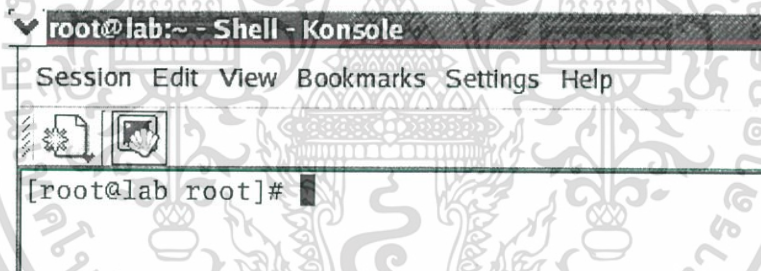 root@lab:~ - Shell - Konsole
Session Edit View Bookmarks Settings Help
[root@lab root]#